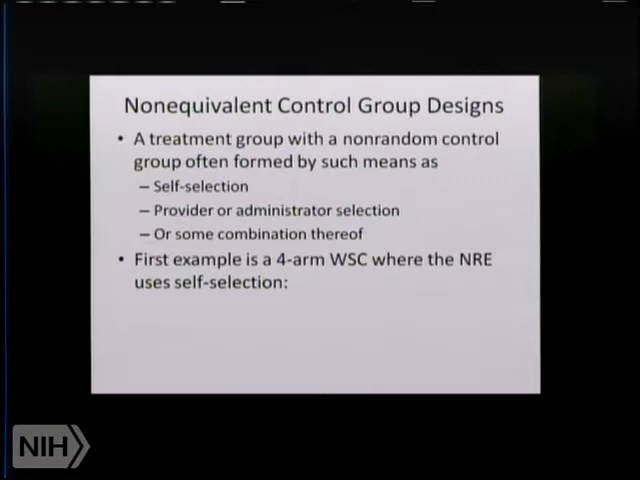 Nonequivalent Control Group Designs
• A treatment group with a nonrandom control
group often formed by such means as
– Self-selection
– Provider or administrator selection
– Or some combination thereof
• First example is a 4-arm WSC where the NRE
uses self-selection:
NIH